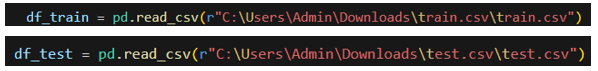 df_train = pd.read_csv(r"C:\Users\Admin\Downloads\train.csv\train.csv")
df_test = pd.read_csv(r"C:\Users\Admin\Downloads\test.csv\test.csv")